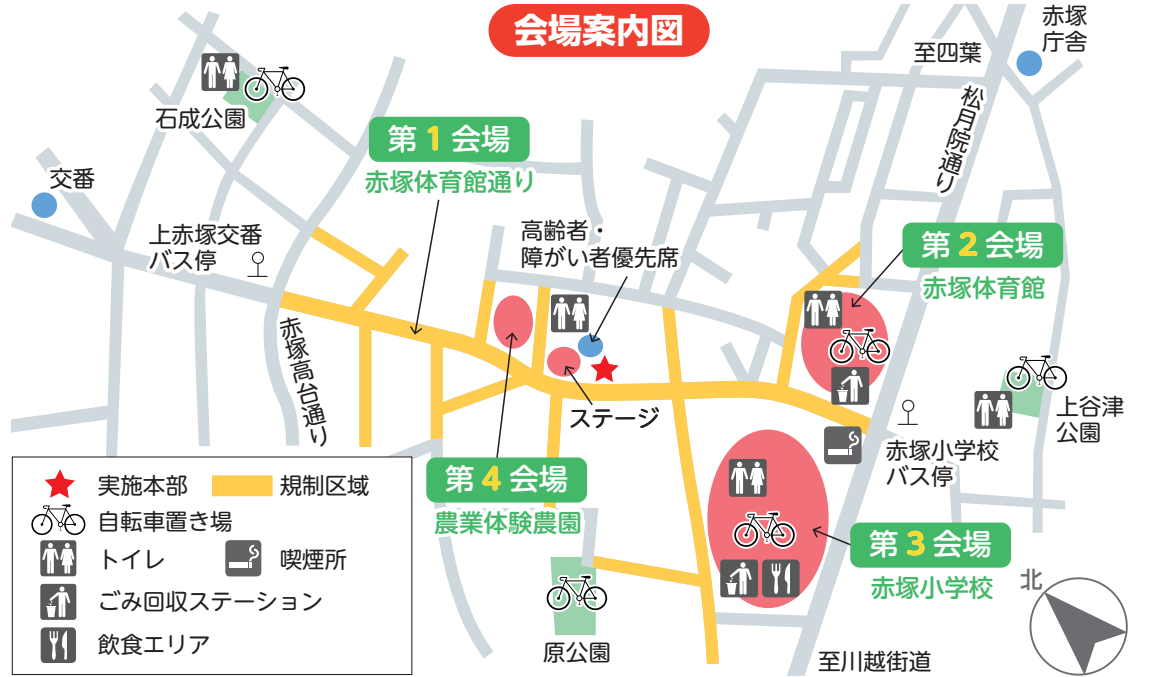 会場案内図
赤塚
庁舎
至四葉
松月院通り
石成公園
第1会場
赤塚体育館通り
交番
上赤塚交番
バス停
高齢者・
障がい者優先席
第2会場
赤塚体育館
赤塚高台通り
ステージ
上谷津
公園
赤塚小学校
バス停
第4会場
農業体験農園
第3会場
赤塚小学校
原公園
至川越街道
北
実施本部
規制区域
自転車置き場
トイレ
喫煙所
ごみ回収ステーション
飲食エリア